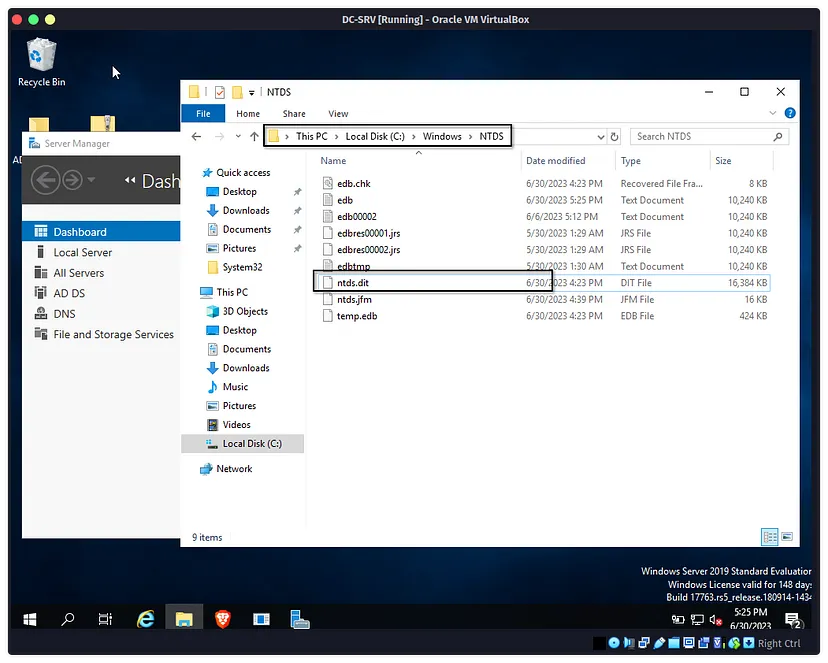 DC-SRV [Running] - Oracle VM VirtualBox
Recycle Bin
NTDS
File Home Share View
This PC > Local Disk (C:) > Windows > NTDS
Search NTDS
Server Manager
Dash
Dashboard
Local Server
All Servers
AD DS
DNS
File and Storage Services
Quick access
Desktop
Downloads
Documents
Pictures
System32
This PC
3D Objects
Desktop
Documents
Downloads
Music
Pictures
Videos
Local Disk (C:)
Network
Name Date modified Type Size
edb.chk 6/30/2023 4:23 PM Recovered File Fra... 8 KB
edb 6/30/2023 5:25 PM Text Document 10,240 KB
edb00002 6/6/2023 5:12 PM Text Document 10,240 KB
edbres00001.jrs 5/30/2023 1:29 AM JRS File 10,240 KB
edbres00002.jrs 5/30/2023 1:29 AM JRS File 10,240 KB
edbtmp 5/30/2023 1:30 AM Text Document 10,240 KB
ntds.dit 6/30/2023 4:23 PM DIT File 16,384 KB
ntds.jfm 6/30/2023 4:39 PM JFM File 16 KB
temp.edb 6/30/2023 4:23 PM EDB File 424 KB
9 items
Windows Server 2019 Standard Evaluation
Windows License valid for 148 days
Build 17763.rs5_release.180914-1434
5:25 PM
6/30/2023
2
Right Ctrl